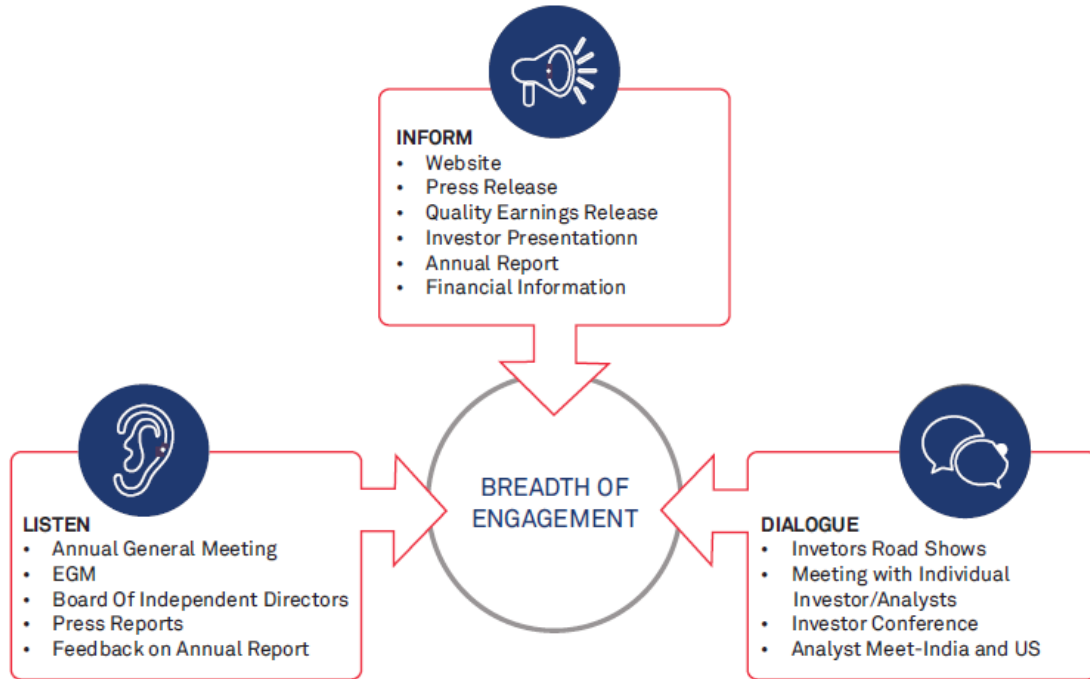 INFORM
• Website
• Press Release
• Quality Earnings Release
• Investor Presentationn
• Annual Report
• Financial Information
BREADTH OF
ENGAGEMENT
LISTEN
• Annual General Meeting
• EGM
• Board Of Independent Directors
• Press Reports
• Feedback on Annual Report
DIALOGUE
• Invetors Road Shows
• Meeting with Individual
Investor/Analysts
• Investor Conference
• Analyst Meet-India and US